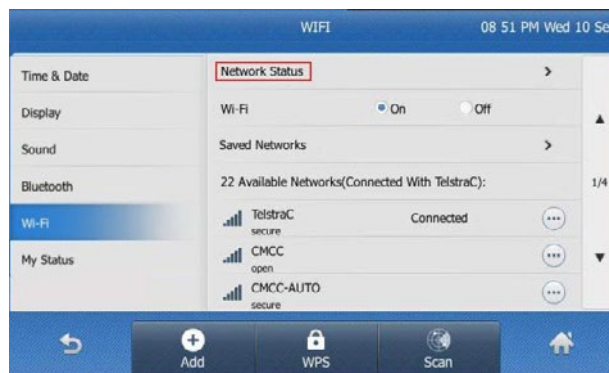 WIFI
08 51 PM Wed 10 Se
Time & Date
Display
Sound
Bluetooth
Wi-Fi
My Status
Network Status
Wi-Fi On Off
Saved Networks
22 Available Networks(Connected With TelstraC):
TelstraC Connected
secure
CMCC
open
CMCC-AUTO
secure
1/4
Add
WPS
Scan